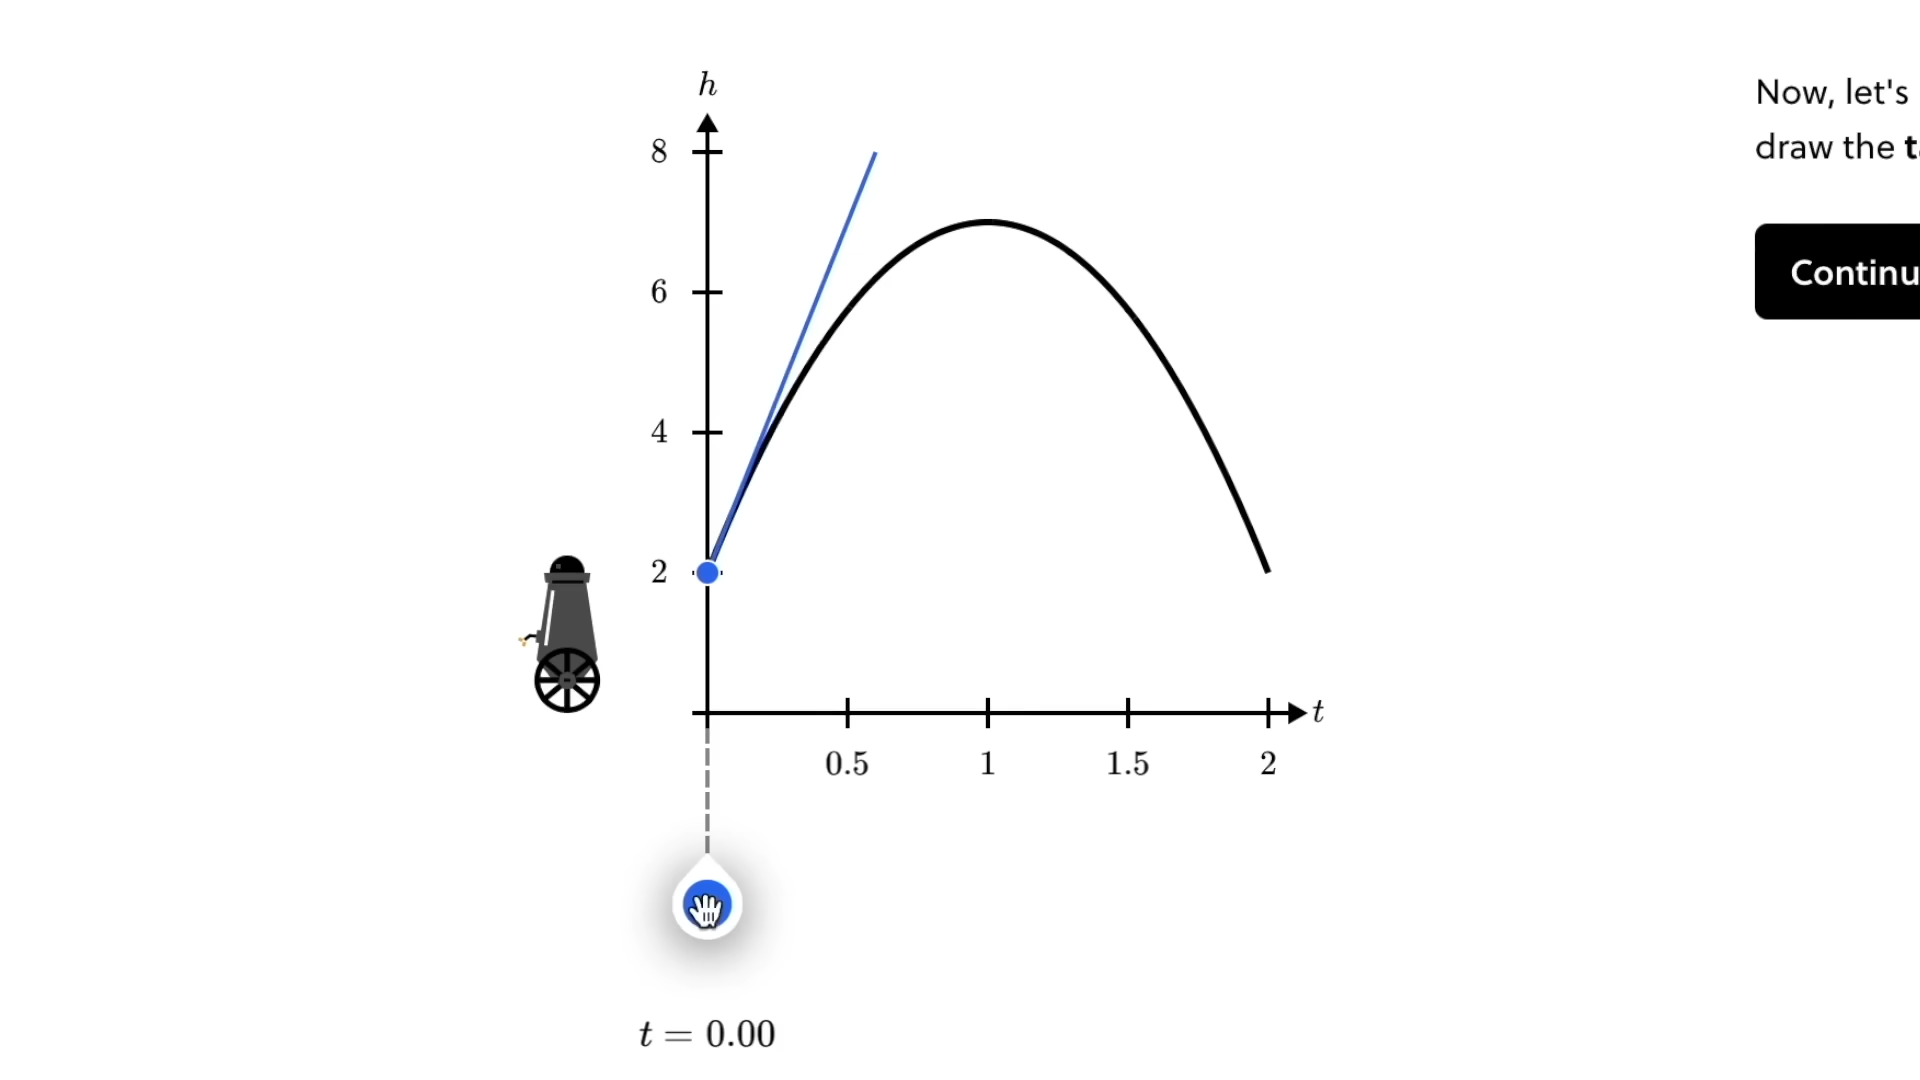 h
8
6
4
2
t
0.5 1 1.5 2
t = 0.00
Now, let's
draw the
Continu